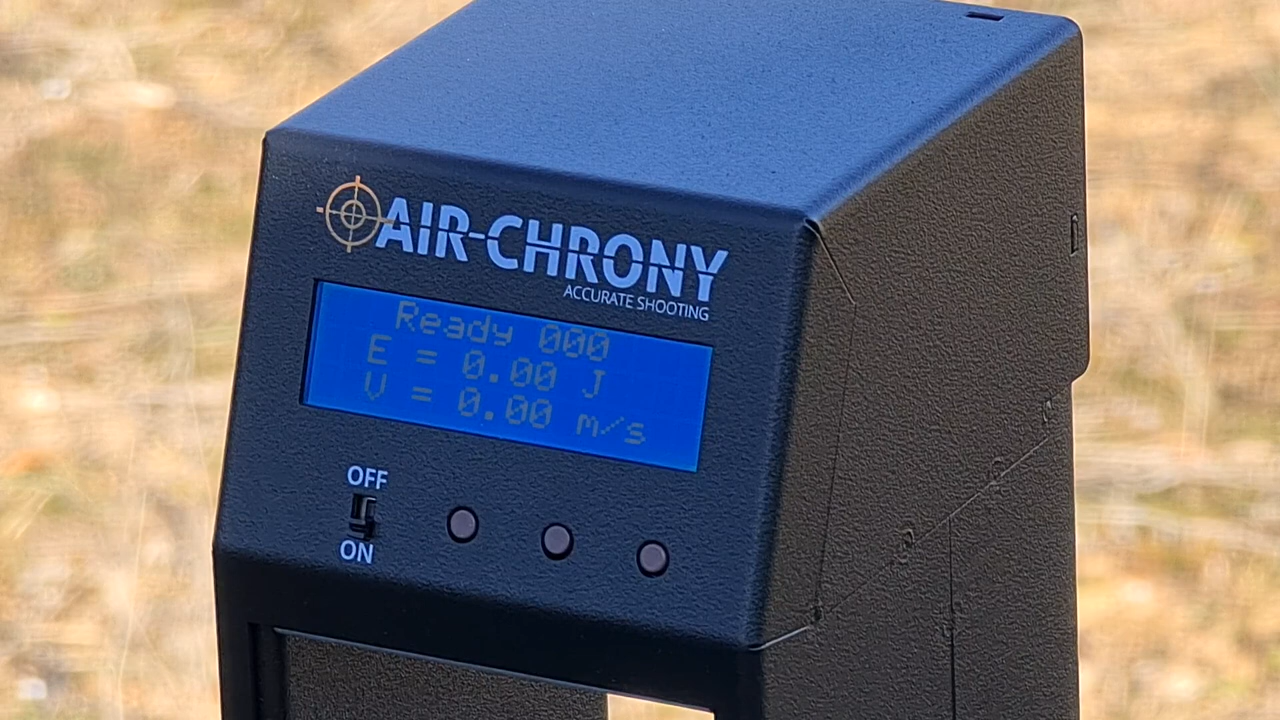 AIR-CHRONY
ACCURATE SHOOTING
Ready 000
E = 0.00 J
V = 0.00 m/s
OFF
ON